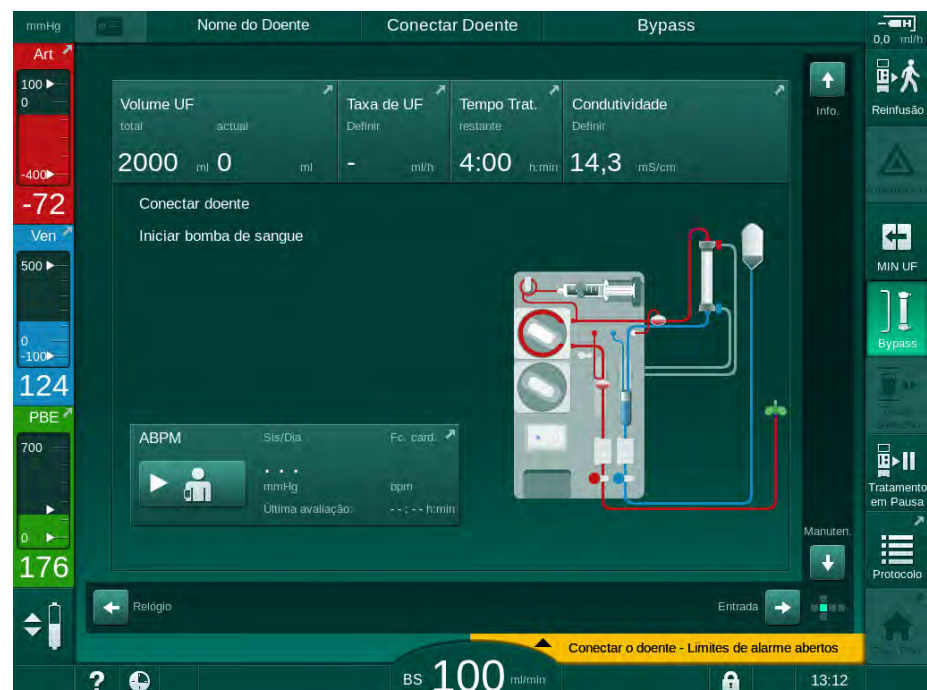 mmHg
Nome do Doente
Conectar Doente
Bypass
0,0 ml/h
Art
100
0
-400
-72
Ven
500
0
-100
124
PBE
700
0
176
Volume UF
total actual
2000 ml 0 ml
Taxa de UF
Definir
- ml/h
Tempo Trat.
restante
4:00 h:min
Condutividade
Definir
14,3 mS/cm
Conectar doente
Iniciar bomba de sangue
ABPM Sis/Dia Fc. card.
. . .
mmHg bpm
Última avaliação: --:-- h:min
Info.
Manuten.
Relógio
Entrada
Reinfusão
MIN UF
Bypass
Tratamento
em Pausa
Protocolo
Conectar o doente - Limites de alarme abertos
? BS 100 ml/min 13:12